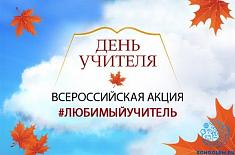 ДЕНЬ
УЧИТЕЛЯ
ВСЕРОССИЙСКАЯ АКЦИЯ
#ЛЮБИМЫЙУЧИТЕЛЬ